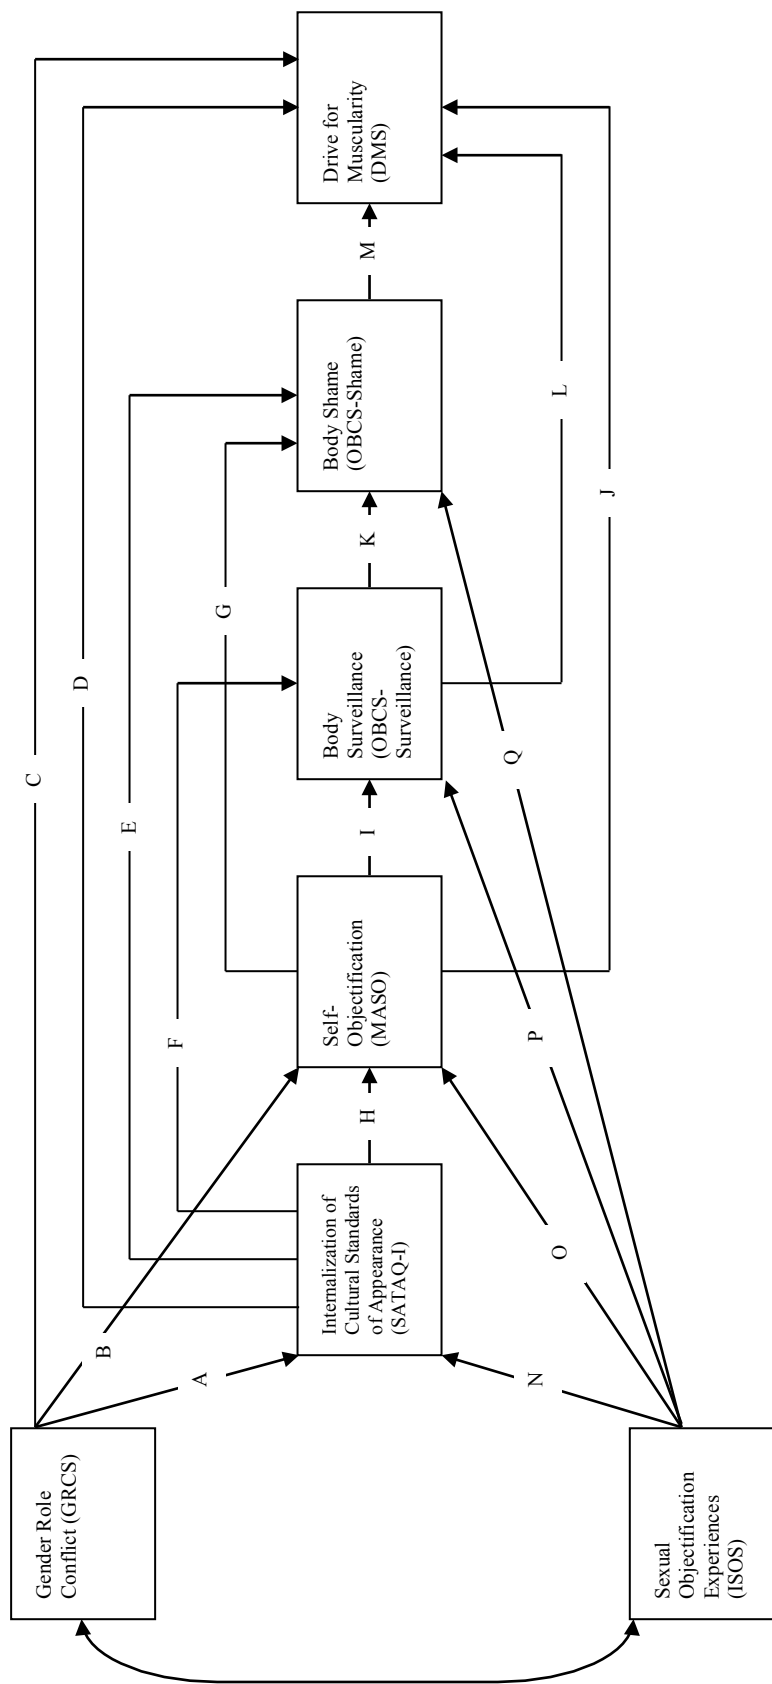 Gender Role
Conflict (GRCS)
Sexual
Objectification
Experiences
(ISOS)
Internalization of
Cultural Standards
of Appearance
(SATAQ-I)
Self-
Objectification
(MASO)
Body
Surveillance
(OBCS-
Surveillance)
Body Shame
(OBCS-Shame)
Drive for
Muscularity
(DMS)
A
B
C
D
E
F
G
H
I
J
K
L
M
N
O
P
Q